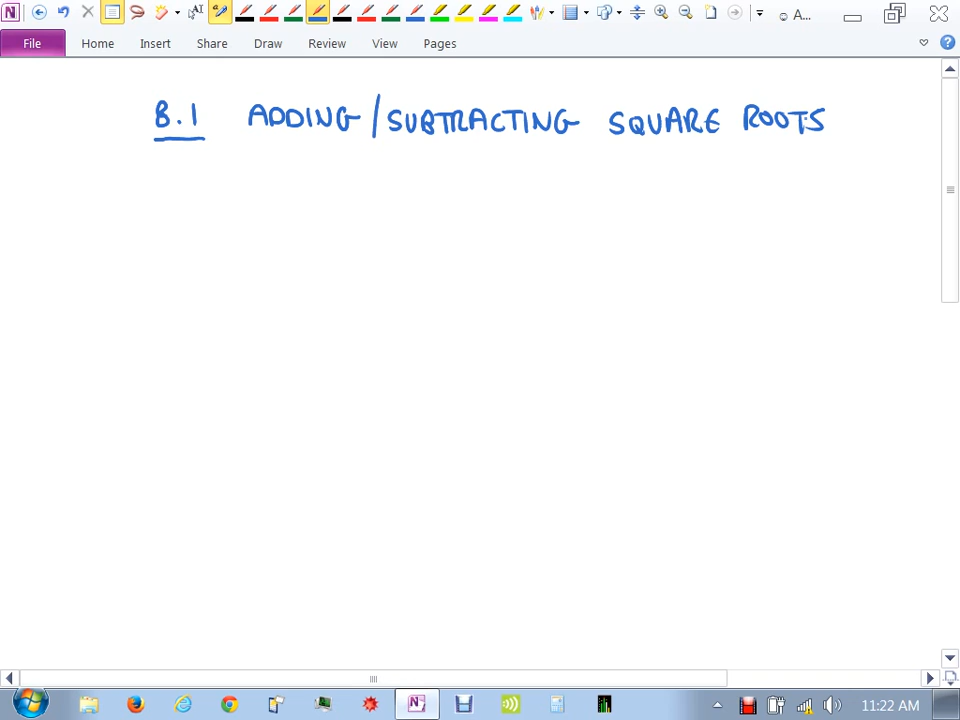 A...
File Home Insert Share Draw Review View Pages
8.1 ADDING/SUBTRACTING SQUARE ROOTS
11:22 AM